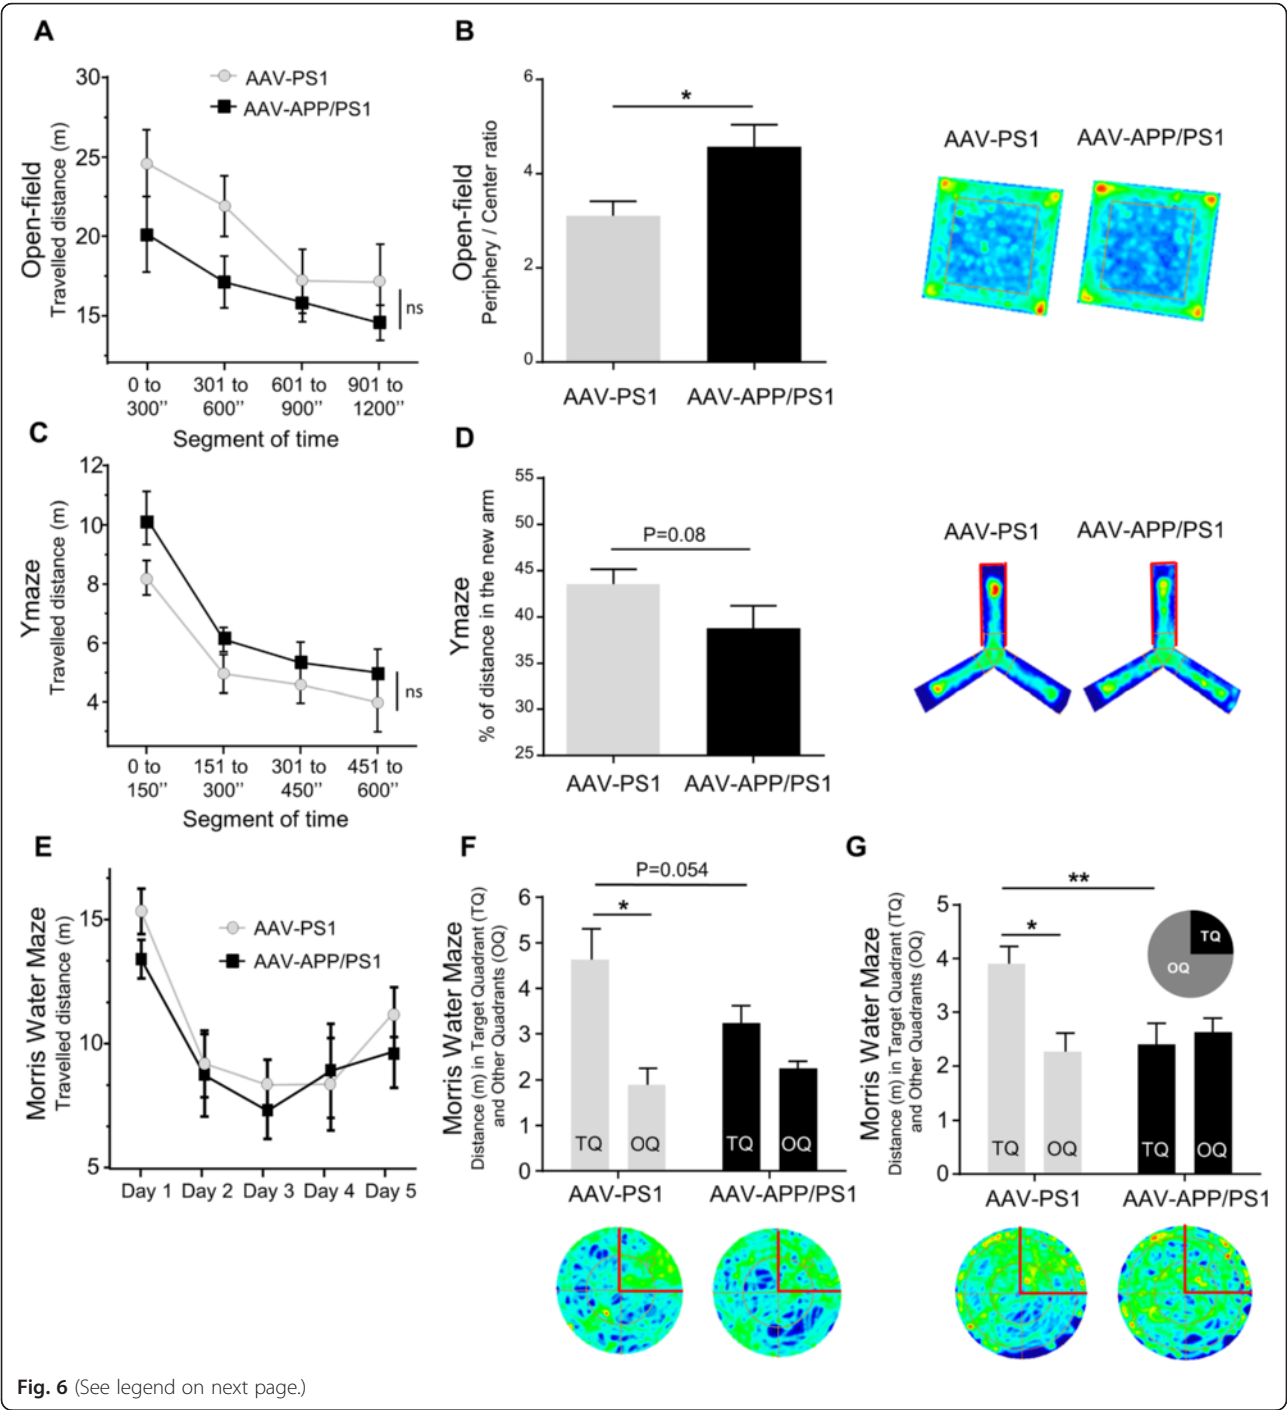 A
Open-field
Travelled distance (m)
30
25
20
15
AAV-PS1
AAV-APP/PS1
ns
0 to 301 to 601 to 901 to
300’’ 600’’ 900’’ 1200’’
Segment of time
B
Open-field
Periphery / Center ratio
6
4
2
0
*
AAV-PS1 AAV-APP/PS1
AAV-PS1 AAV-APP/PS1
C
Ymaze
Travelled distance (m)
12
10
8
6
4
ns
0 to 151 to 301 to 451 to
150’’ 300’’ 450’’ 600’’
Segment of time
D
Ymaze
% of distance in the new arm
55
50
45
40
35
30
25
P=0.08
AAV-PS1 AAV-APP/PS1
AAV-PS1 AAV-APP/PS1
E
Morris Water Maze
Travelled distance (m)
15
10
5
AAV-PS1
AAV-APP/PS1
Day 1 Day 2 Day 3 Day 4 Day 5
F
Morris Water Maze
Distance (m) in Target Quadrant (TQ)
and Other Quadrants (OQ)
6
5
4
3
2
1
0
P=0.054
*
TQ OQ TQ OQ
AAV-PS1 AAV-APP/PS1
G
Morris Water Maze
Distance (m) in Target Quadrant (TQ)
and Other Quadrants (OQ)
5
4
3
2
1
0
**
*
TQ
OQ
TQ OQ TQ OQ
AAV-PS1 AAV-APP/PS1
Fig. 6 (See legend on next page.)